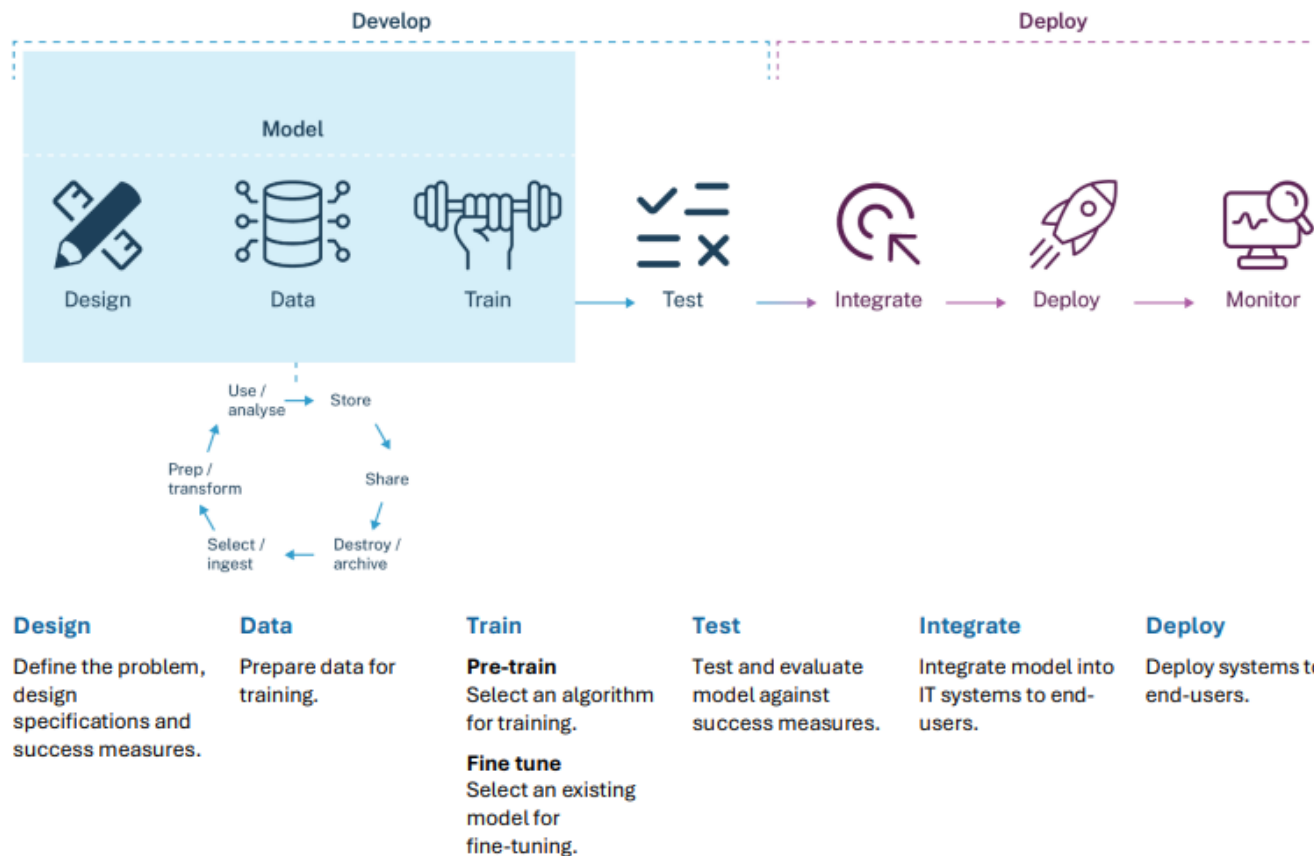 Develop
Deploy
Model
Design
Data
Train
Test
Integrate
Deploy
Monitor
Use /
analyse
Store
Share
Destroy /
archive
Select /
ingest
Prep /
transform
Design
Define the problem,
design
specifications and
success measures.
Data
Prepare data for
training.
Train
Pre-train
Select an algorithm
for training.
Fine tune
Select an existing
model for
fine-tuning.
Test
Test and evaluate
model against
success measures.
Integrate
Integrate model into
IT systems to end-
users.
Deploy
Deploy systems to
end-users.